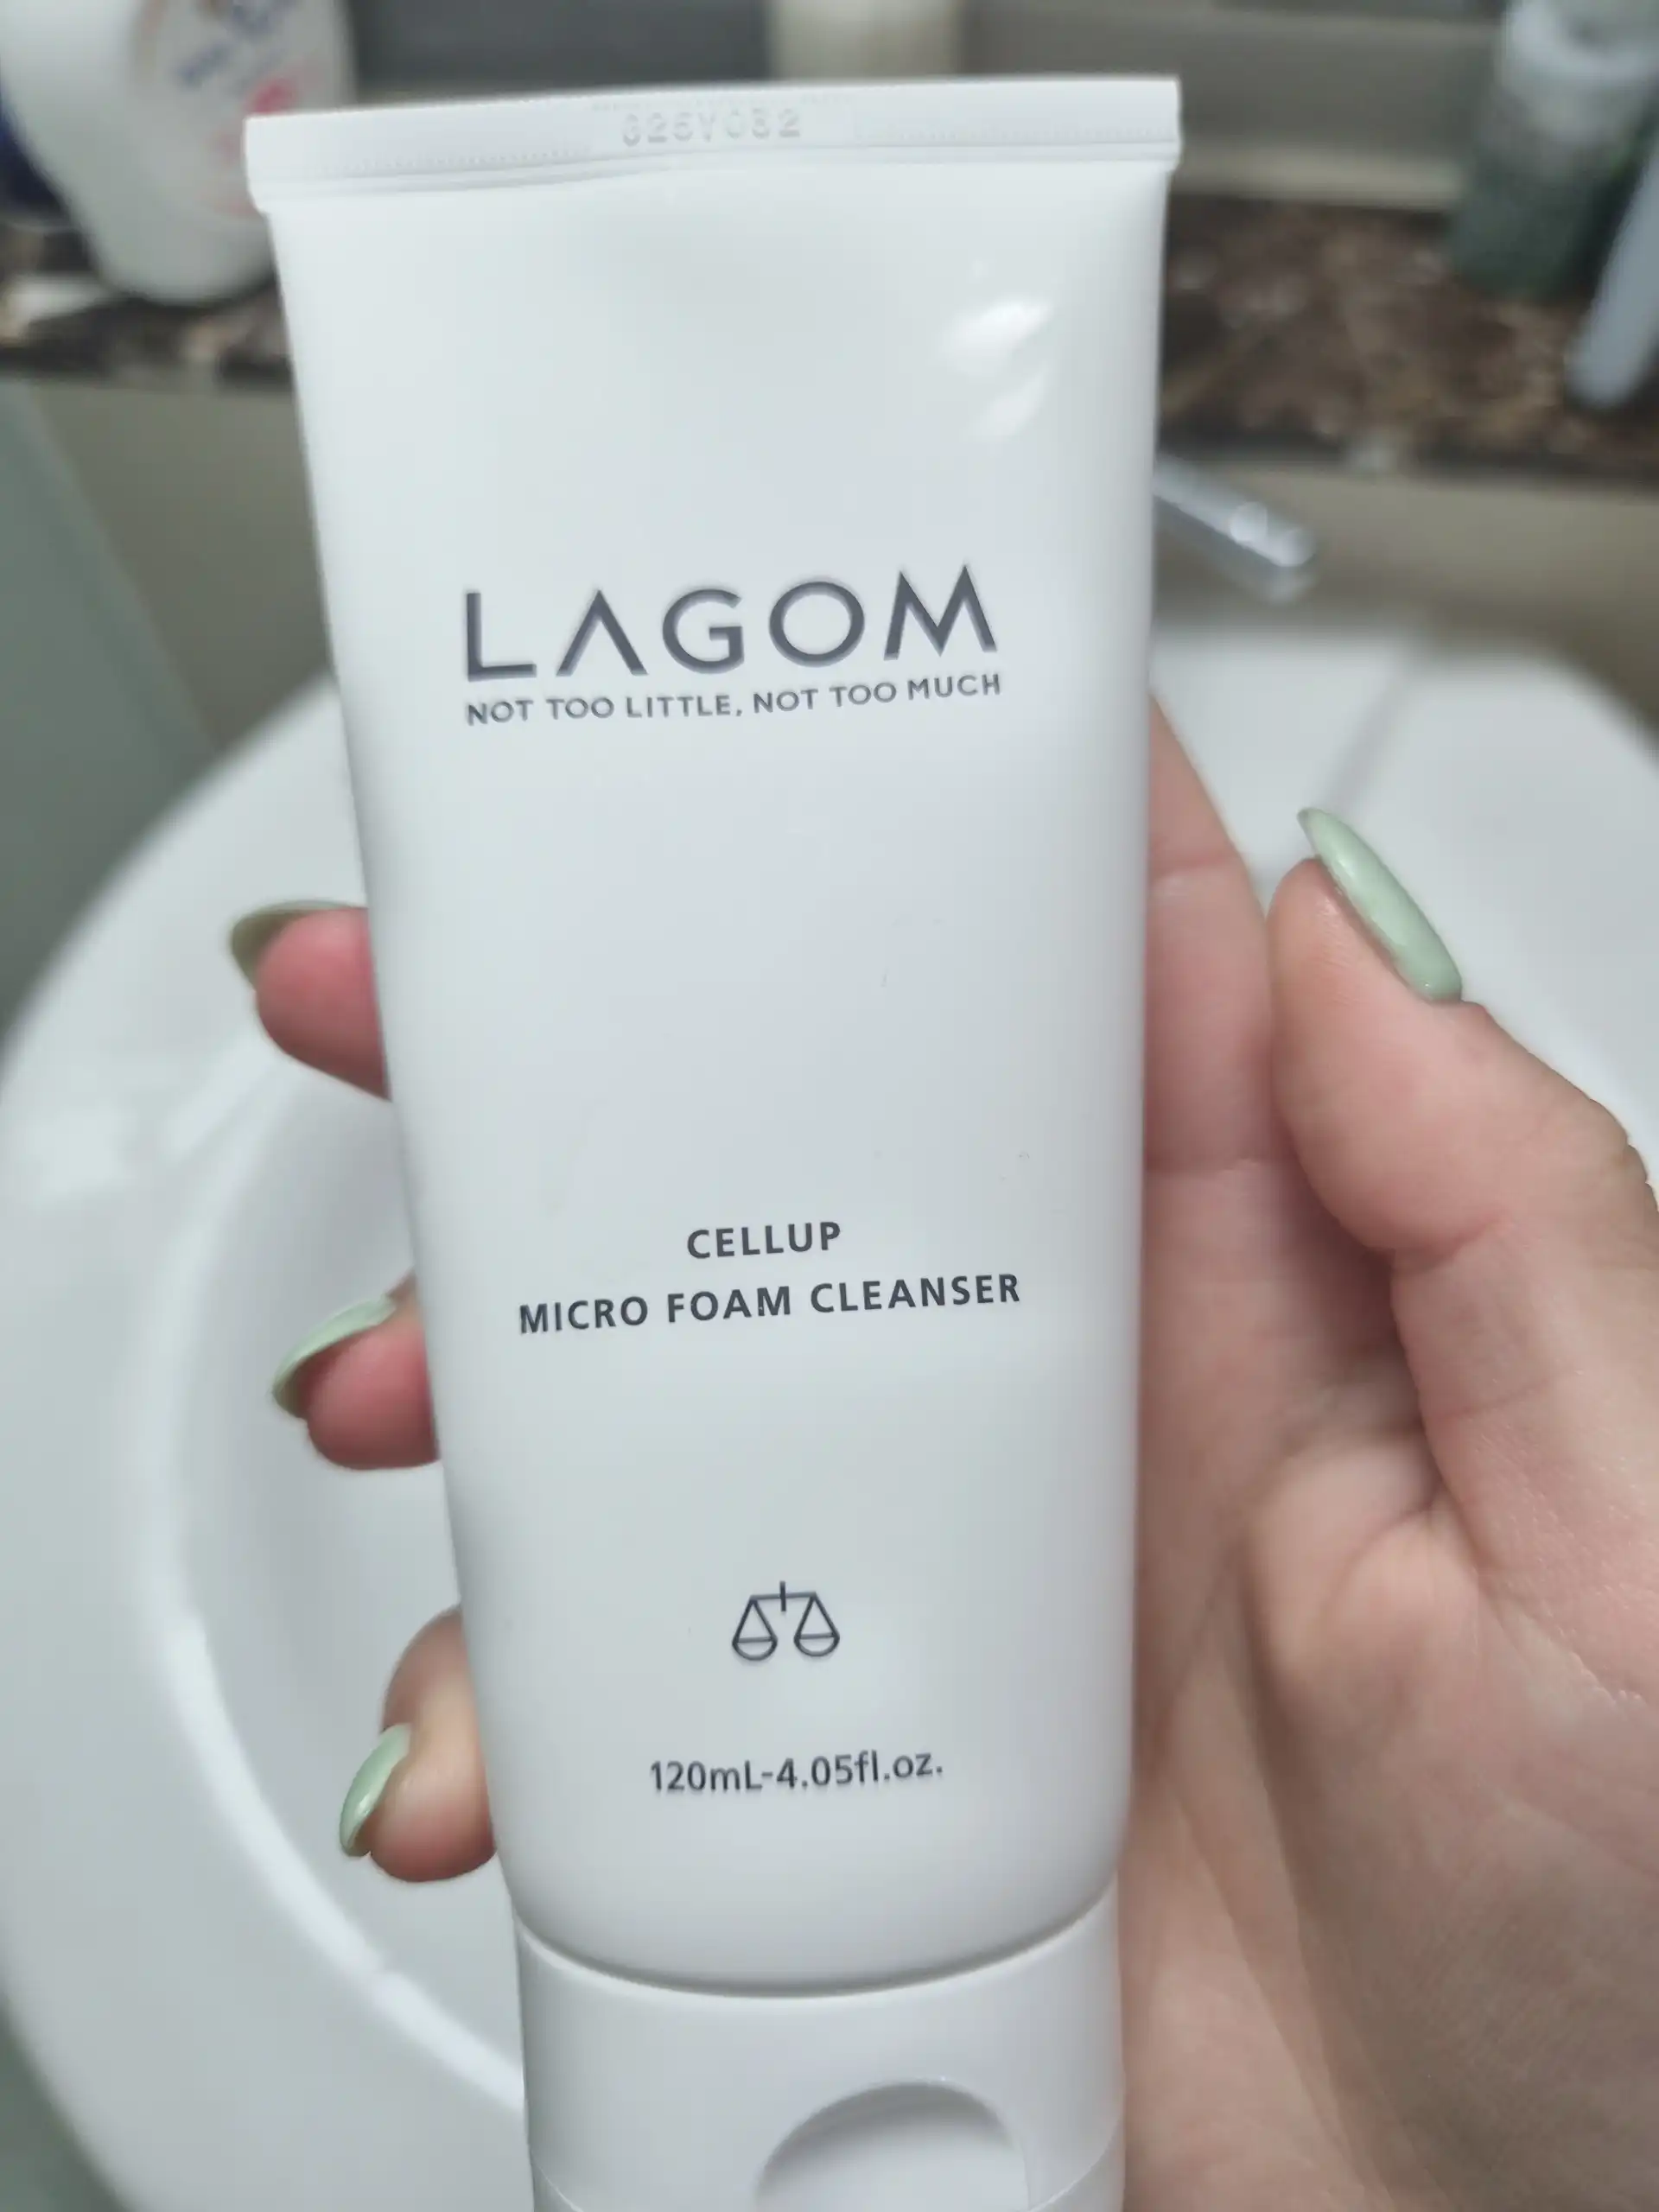 LAGOM
NOT TOO LITTLE, NOT TOO MUCH
CELLUP
MICRO FOAM CLEANSER
120mL-4.05fl.oz.